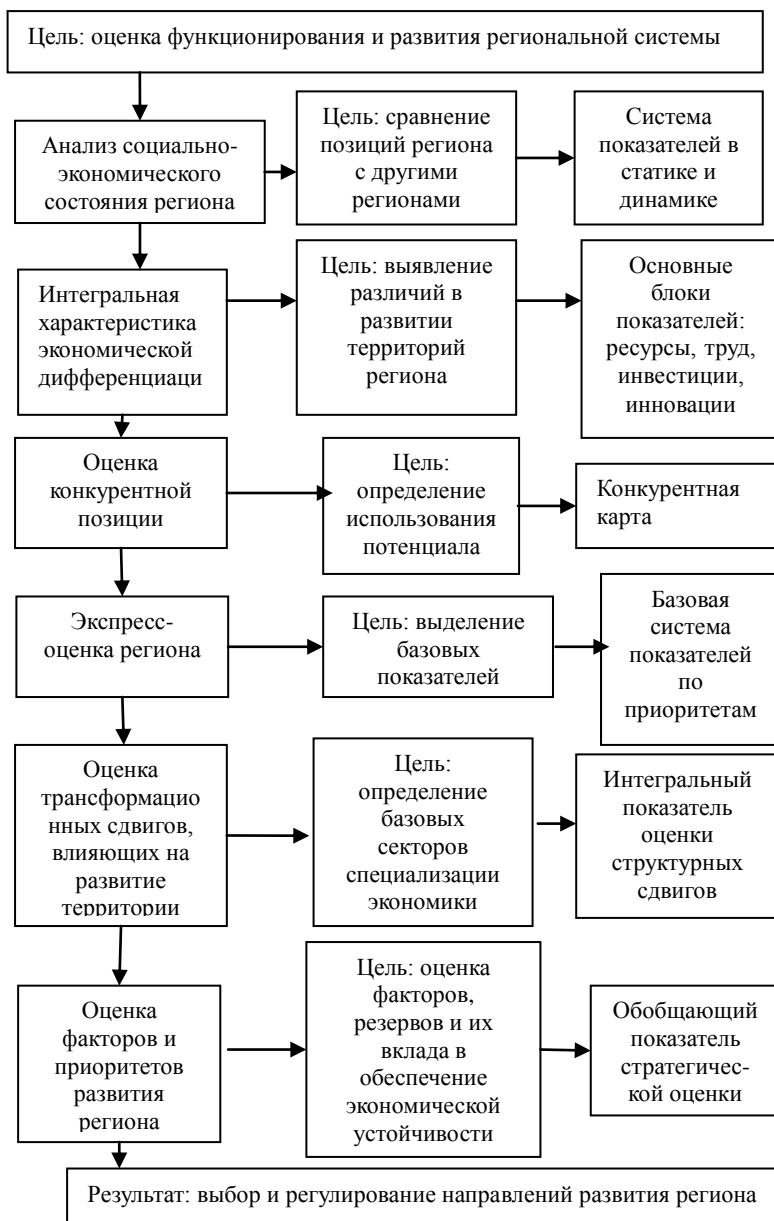 Цель: оценка функционирования и развития региональной системы
Анализ социально-
экономического
состояния региона
Цель: сравнение
позиций региона
с другими
регионами
Система
показателей в
статике и
динамике
Интегральная
характеристика
экономической
дифференциаци
Цель: выявление
различий в
развитии
территорий
региона
Основные
блоки
показателей:
ресурсы, труд,
инвестиции,
инновации
Оценка
конкурентной
позиции
Цель:
определение
использования
потенциала
Конкурентная
карта
Экспресс-
оценка региона
Цель: выделение
базовых
показателей
Базовая
система
показателей
по
приоритетам
Оценка
трансформацио
нных сдвигов,
влияющих на
развитие
территории
Цель:
определение
базовых
секторов
специализации
экономики
Интегральный
показатель
оценки
структурных
сдвигов
Оценка
факторов и
приоритетов
развития
региона
Цель: оценка
факторов,
резервов и их
вклада в
обеспечение
экономической
устойчивости
Обобщающий
показатель
стратегичес-
кой оценки
Результат: выбор и регулирование направлений развития региона